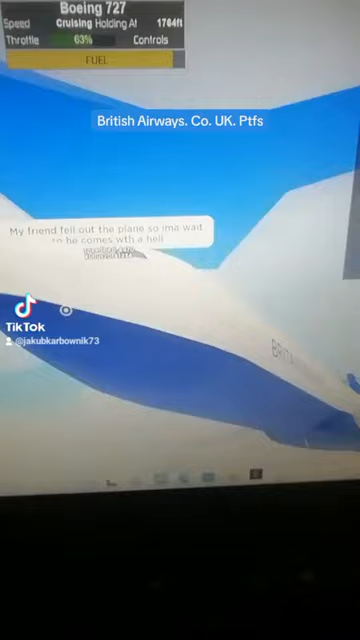 Boeing 727
Speed Cruising Holding At 1764ft
Throttle 63% Controls
FUEL
British Airways. Co. UK. Ptfs
My friend fell out the plane so ima wait
to he comes wth a heli
BRITI
TikTok
@jakubkarbownik73